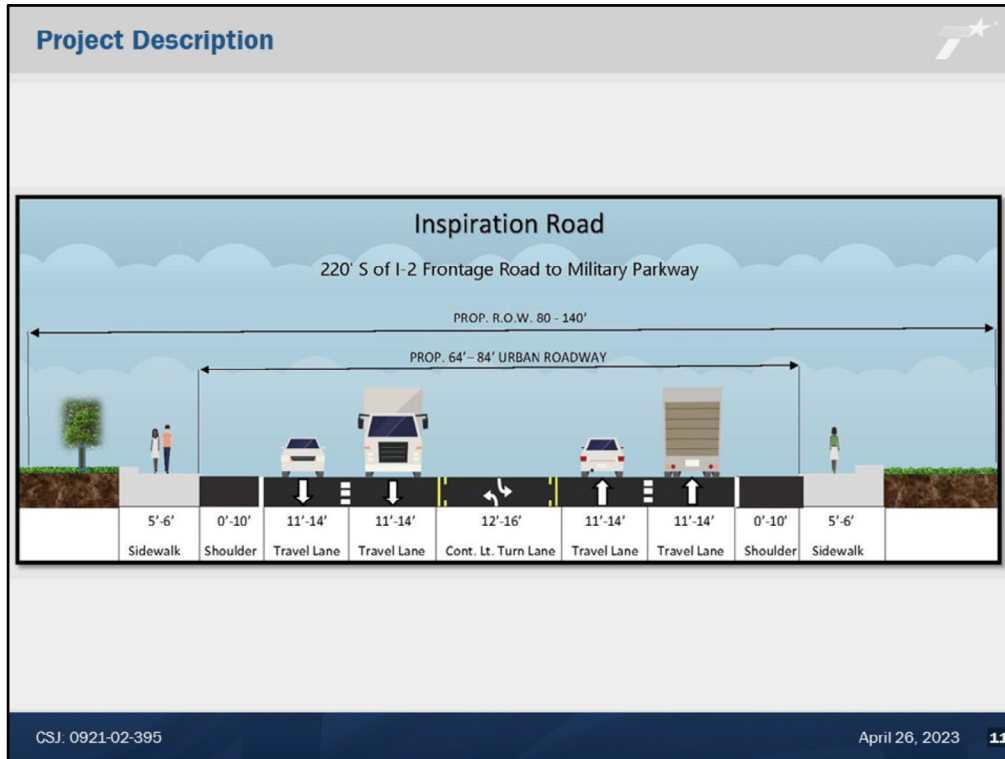 Project Description
Inspiration Road
220' S of I-2 Frontage Road to Military Parkway
PROP. R.O.W. 80 - 140'
PROP. 64'– 84' URBAN ROADWAY
5'-6' 0'-10' 11'-14' 11'-14' 12'-16' 11'-14' 11'-14' 0'-10' 5'-6'
Sidewalk Shoulder Travel Lane Travel Lane Cont. Lt. Turn Lane Travel Lane Travel Lane Shoulder Sidewalk
CSJ: 0921-02-395 April 26, 2023 11